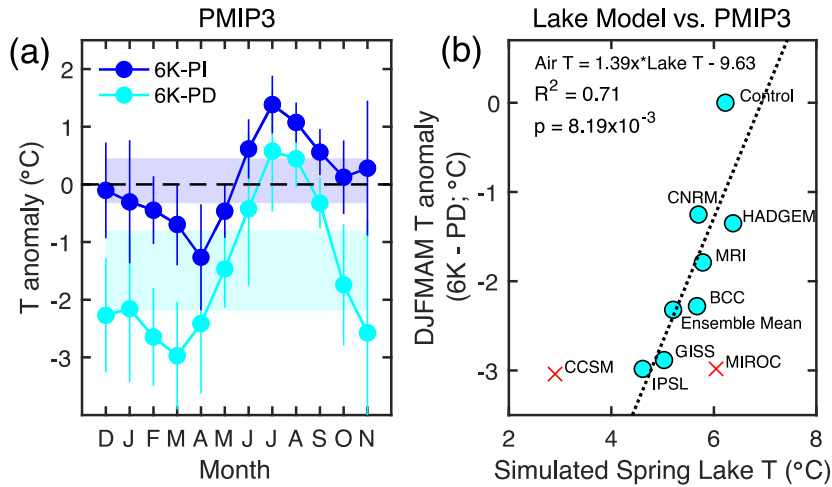 PMIP3
(a)
6K-PI
6K-PD
T anomaly (°C)
2
1
0
-1
-2
-3
D J F M A M J J A S O N
Month
Lake Model vs. PMIP3
(b)
Air T = 1.39x*Lake T - 9.63
R² = 0.71
p = 8.19x10⁻³
DJFMAM T anomaly
(6K - PD; °C)
0
-1
-2
-3
Control
CNRM
HADGEM
MRI
BCC
Ensemble Mean
GISS
MIROC
CCSM
IPSL
2 4 6 8
Simulated Spring Lake T (°C)